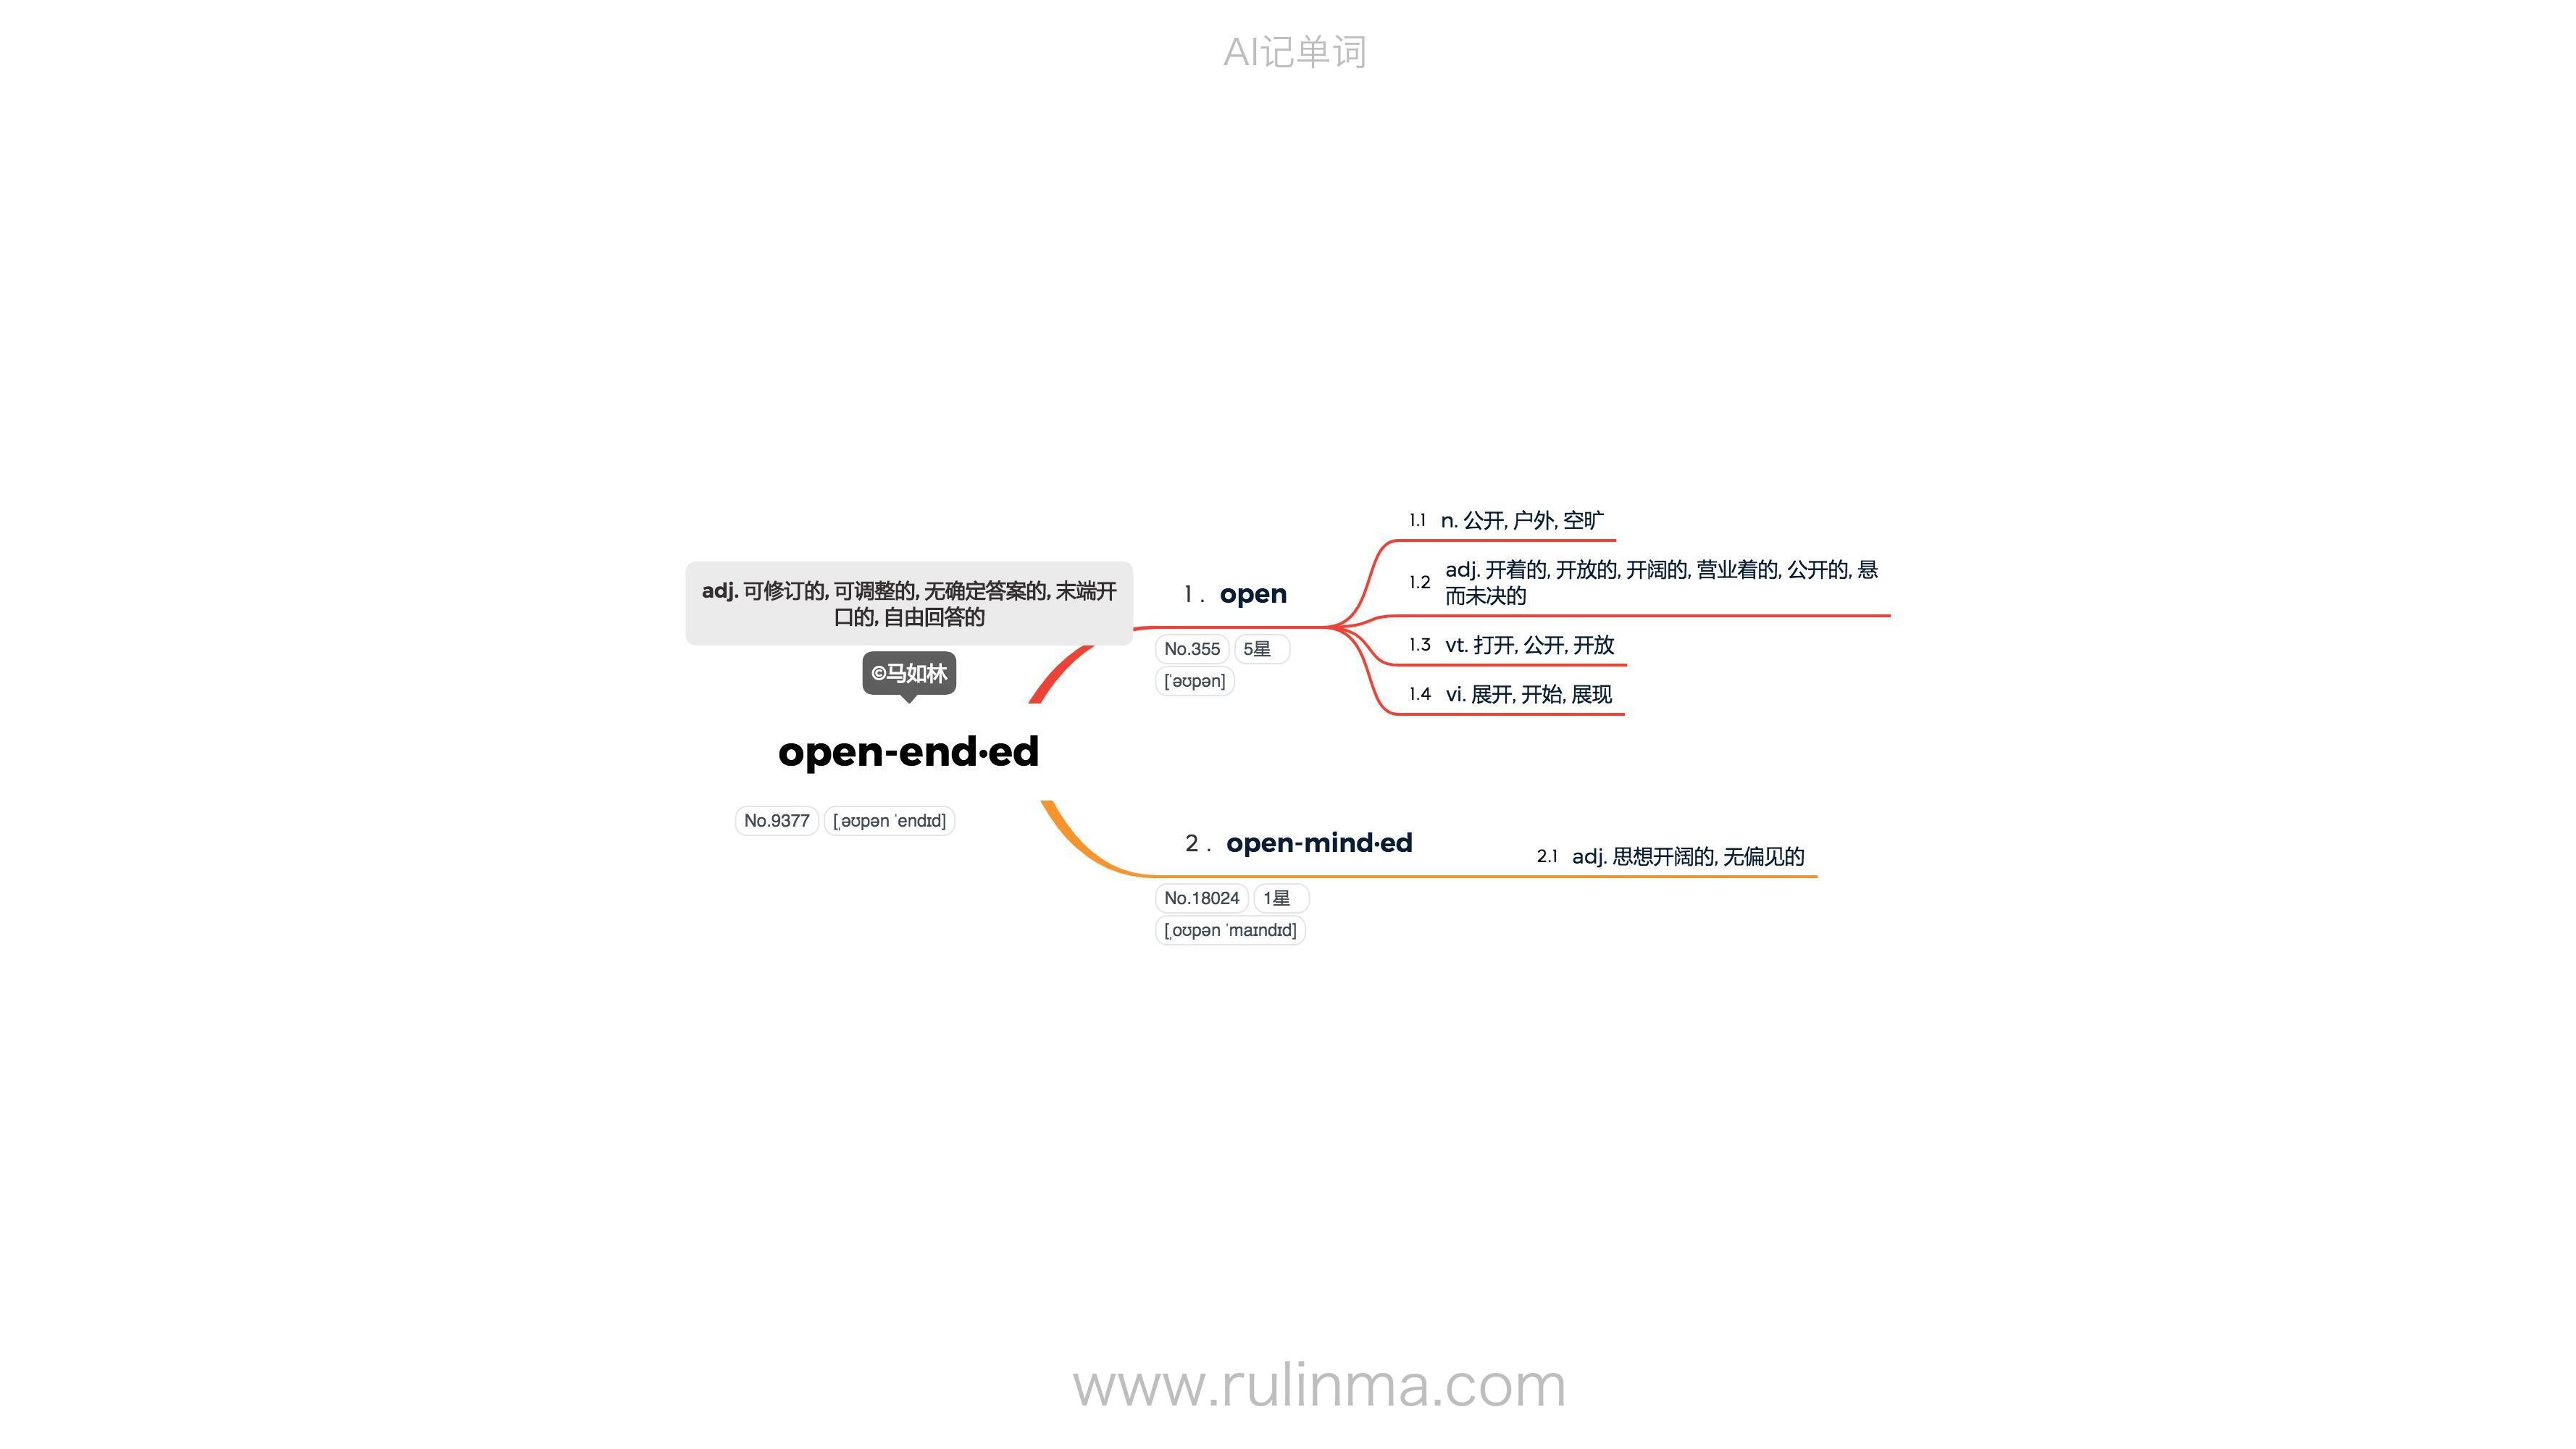 AI记单词
adj. 可修订的, 可调整的, 无确定答案的, 末端开
口的, 自由回答的
©马如林
open-end·ed
No.9377 [ˌəʊpən ˈendɪd]
1 . open
No.355 5星
[ˈəʊpən]
1.1 n. 公开, 户外, 空旷
1.2 adj. 开着的, 开放的, 开阔的, 营业着的, 公开的, 悬
而未决的
1.3 vt. 打开, 公开, 开放
1.4 vi. 展开, 开始, 展现
2 . open-mind·ed
No.18024 1星
[ˌoʊpən ˈmaɪndɪd]
2.1 adj. 思想开阔的, 无偏见的
www.rulinma.com